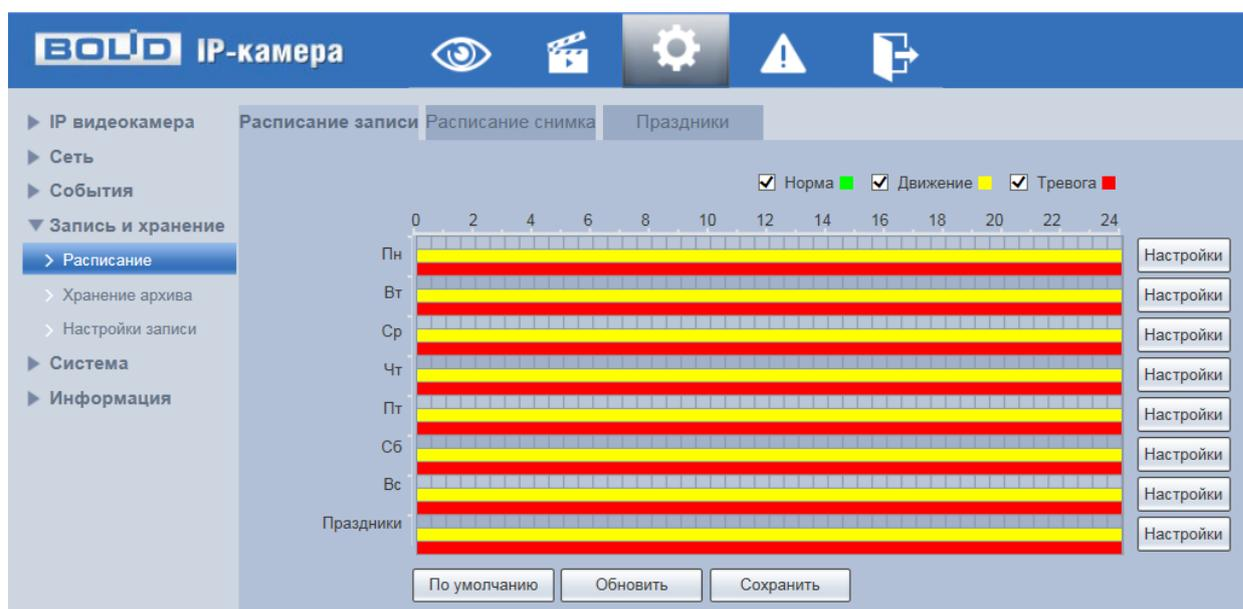 BOLID IP-камера
IP видеокамера
Сеть
События
Запись и хранение
Расписание
Хранение архива
Настройки записи
Система
Информация
Расписание записи Расписание снимка Праздники
Норма Движение Тревога
0 2 4 6 8 10 12 14 16 18 20 22 24
Пн Настройки
Вт Настройки
Ср Настройки
Чт Настройки
Пт Настройки
Сб Настройки
Вс Настройки
Праздники Настройки
По умолчанию Обновить Сохранить